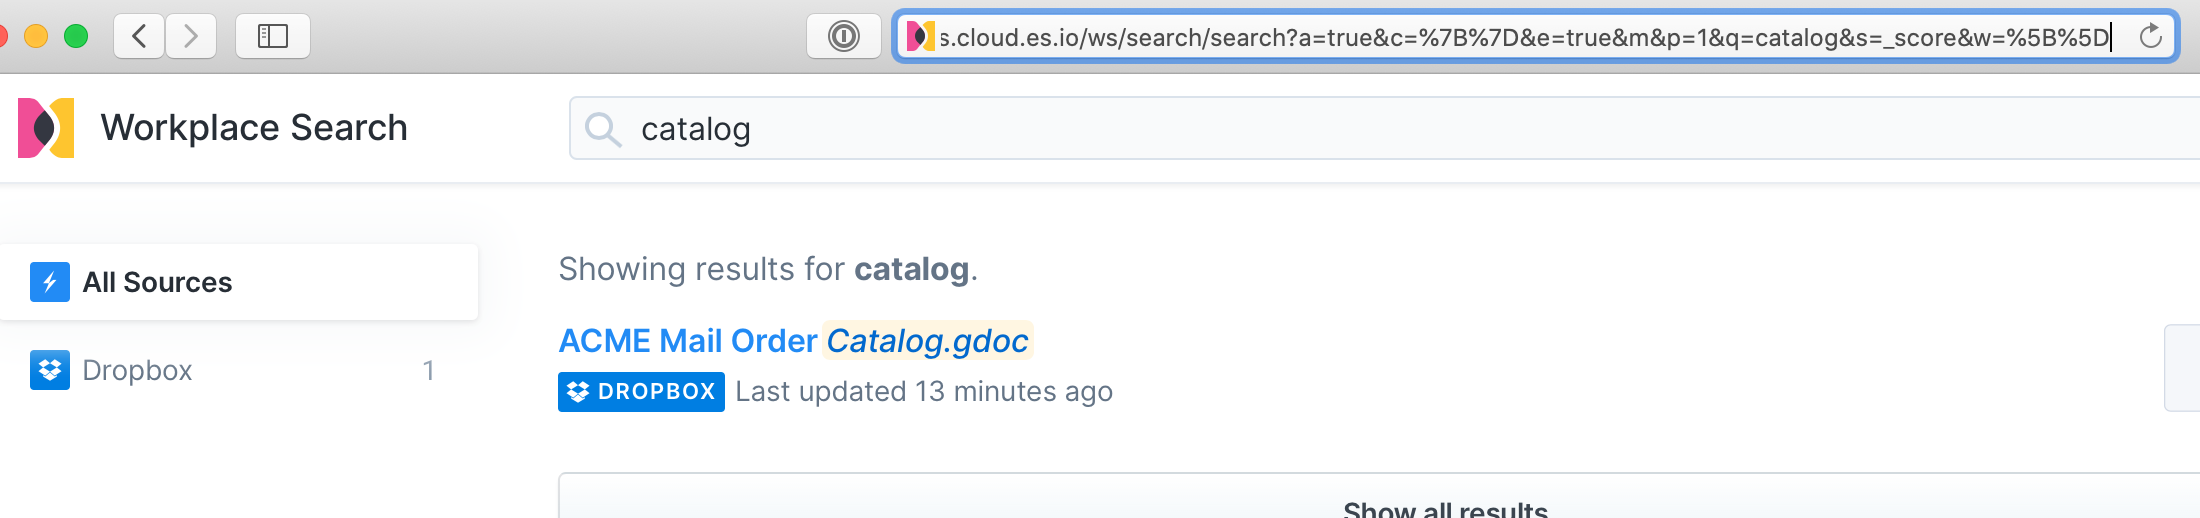 s.cloud.es.io/ws/search/search?a=true&c=%7B%7D&e=true&m&p=1&q=catalog&s=_score&w=%5B%5D
Workplace Search
catalog
All Sources
Dropbox 1
Showing results for catalog.
ACME Mail Order Catalog.gdoc
DROPBOX Last updated 13 minutes ago
Show all results